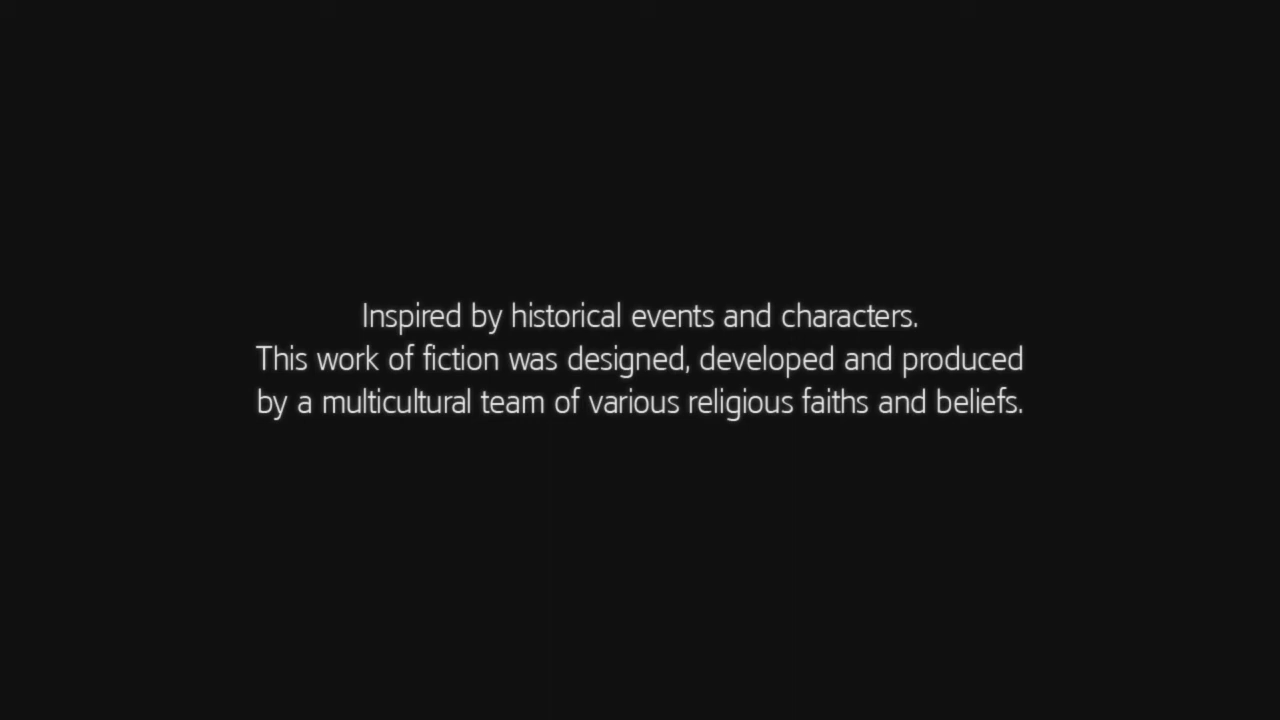 Inspired by historical events and characters.
This work of fiction was designed, developed and produced
by a multicultural team of various religious faiths and beliefs.